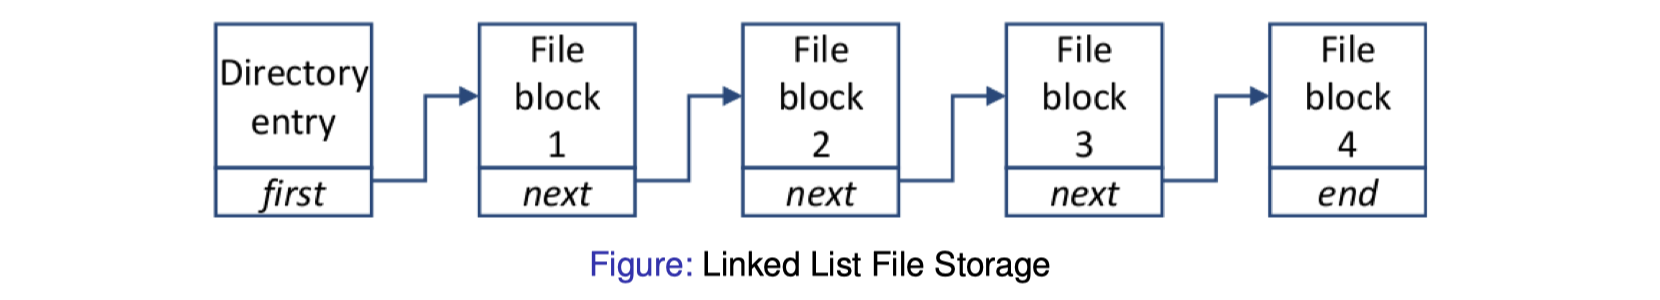 Directory
entry
first
File
block
1
next
File
block
2
next
File
block
3
next
File
block
4
end
Figure: Linked List File Storage